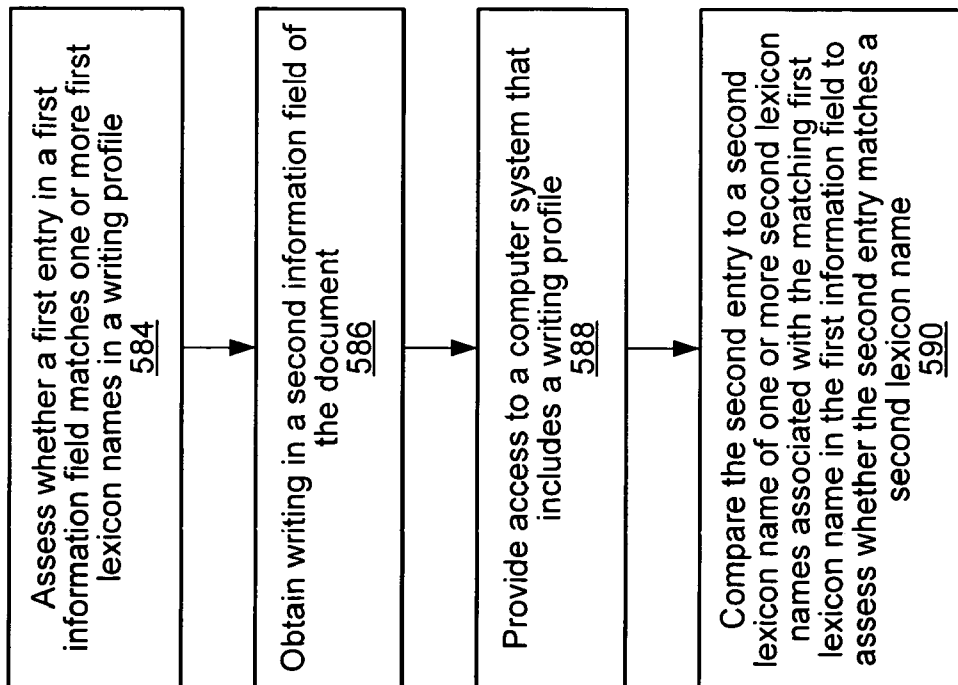 Assess whether a first entry in a first
information field matches one or more first
lexicon names in a writing profile
584
Obtain writing in a second information field of
the document
586
Provide access to a computer system that
includes a writing profile
588
Compare the second entry to a second
lexicon name of one or more second lexicon
names associated with the matching first
lexicon name in the first information field to
assess whether the second entry matches a
second lexicon name
590